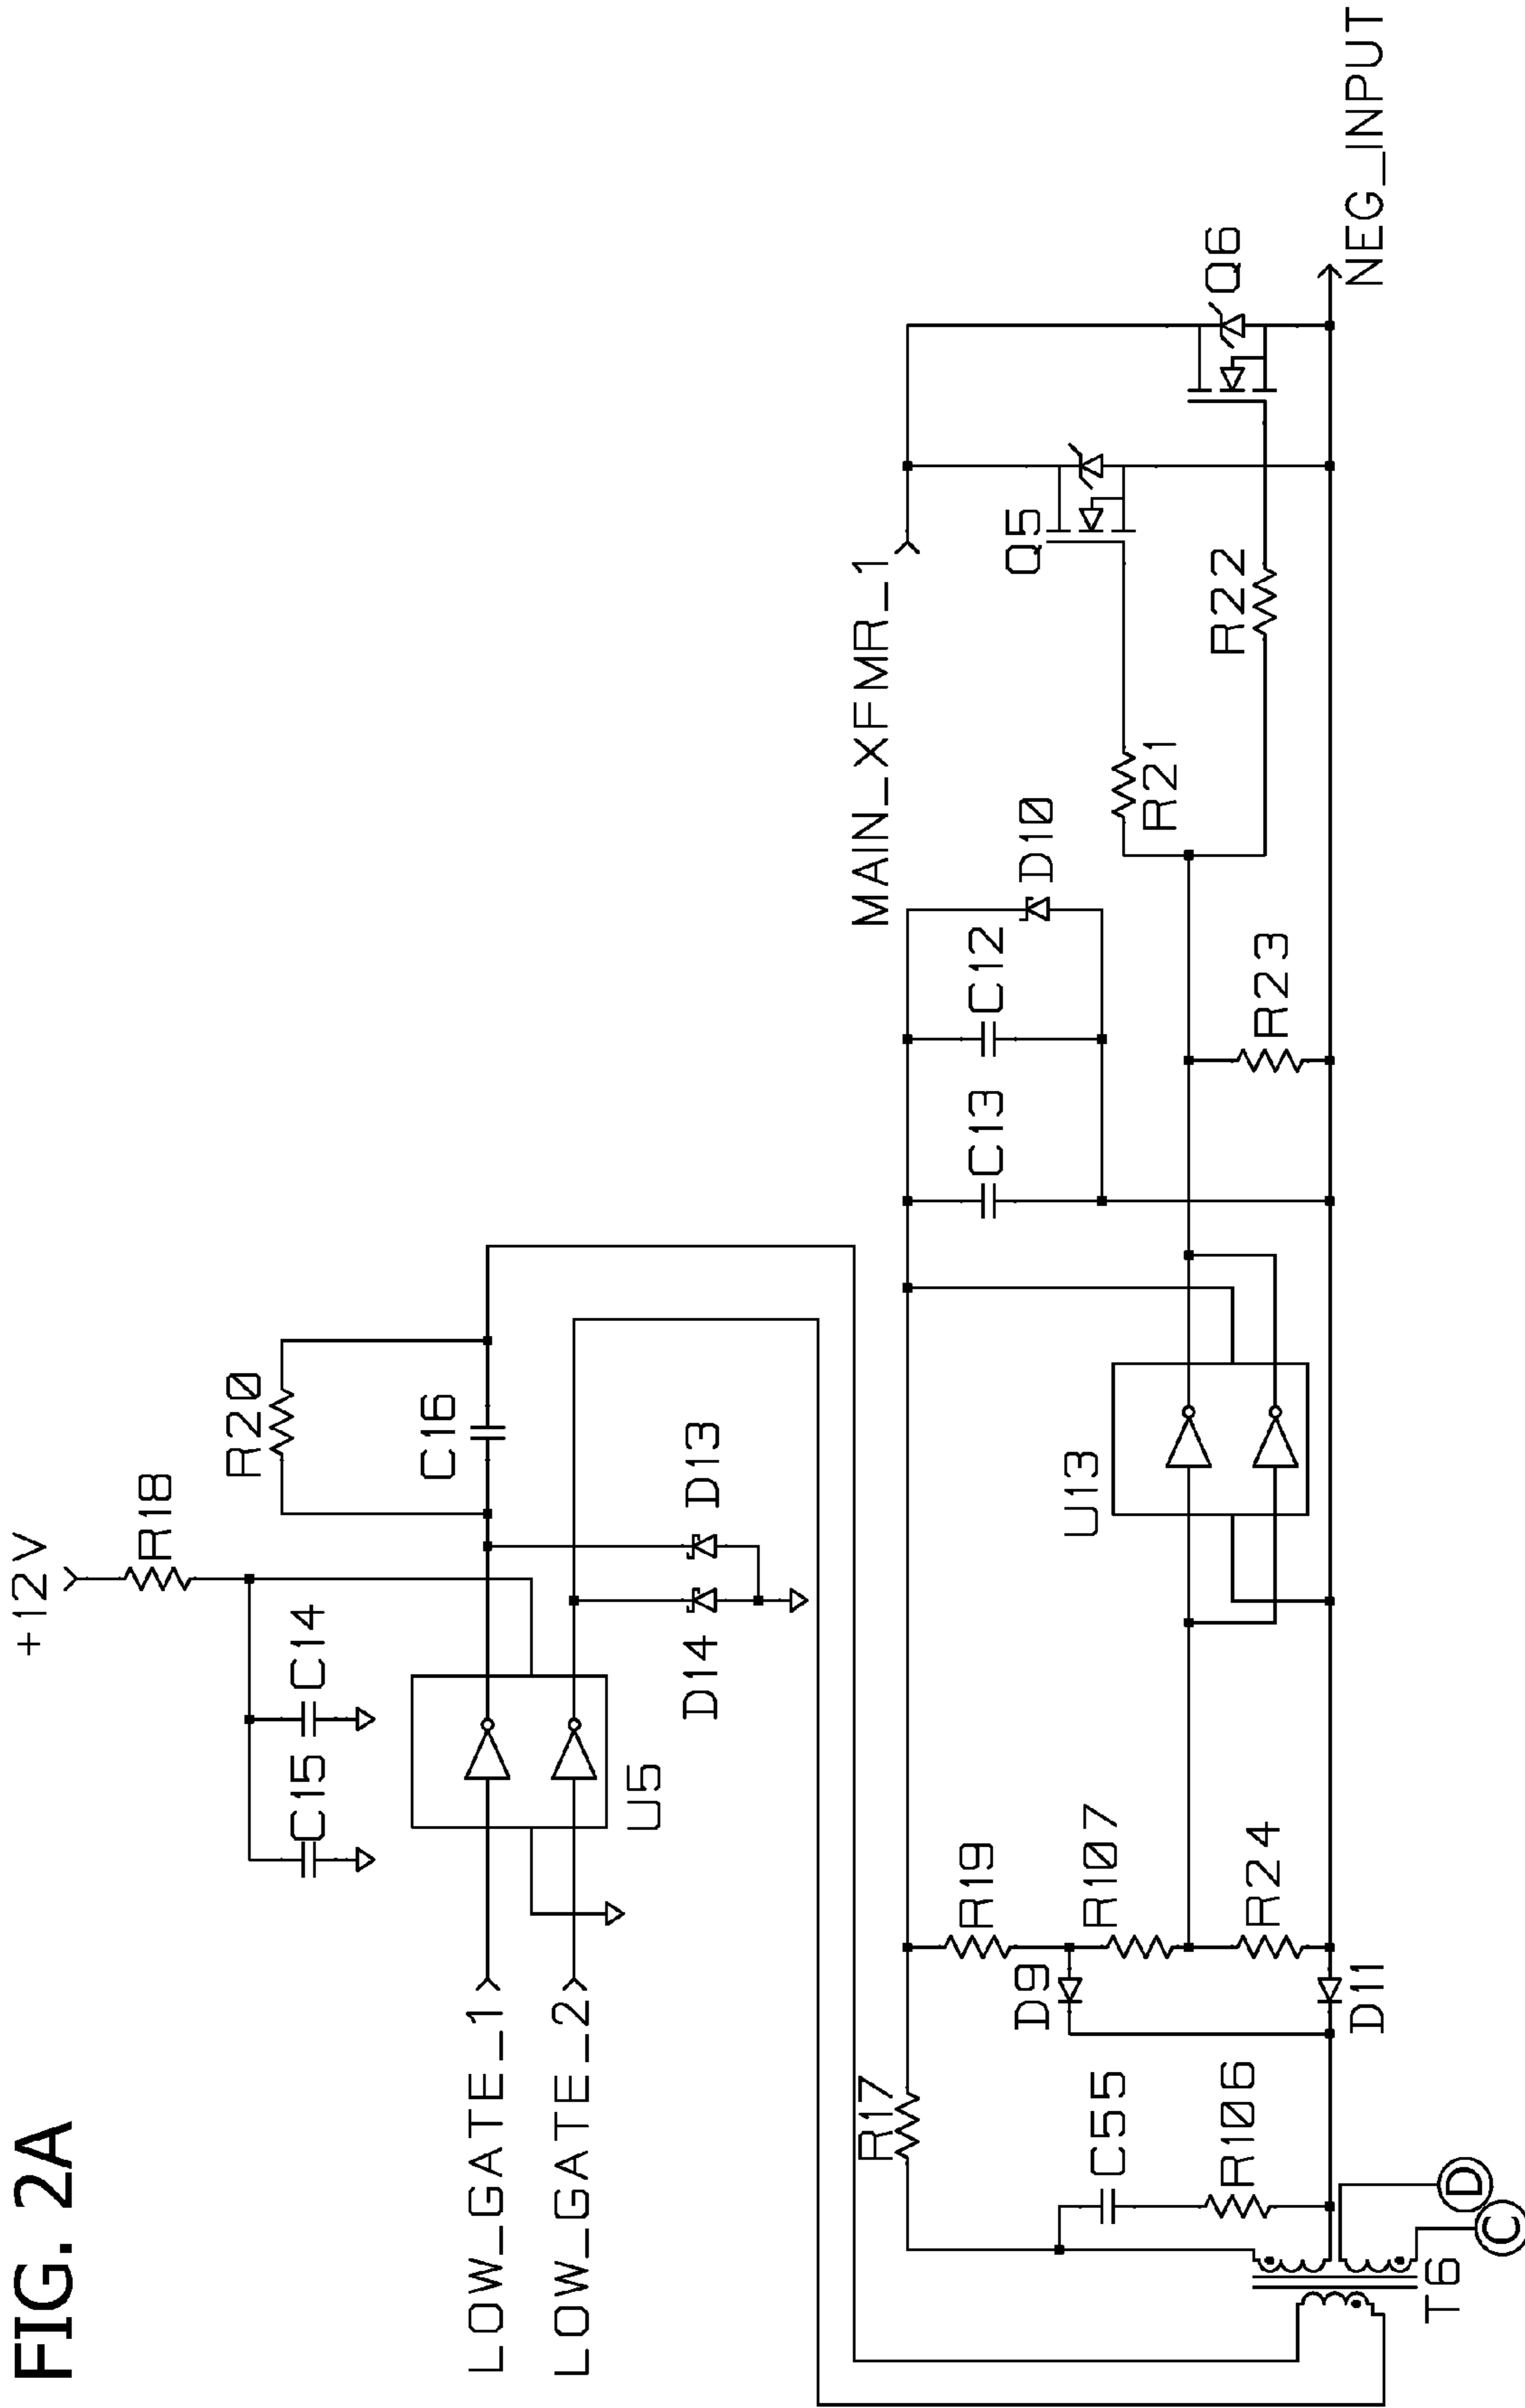 FIG. 2A
+12V
R18
R20
C15
C14
C16
LOW_GATE_1
LOW_GATE_2
U5
D14
D13
MAIN_XFMR_1
R17
R19
C13
C12
D10
Q5
Q6
D9
C55
R107
U13
R21
R22
R106
R24
R23
D11
NEG_INPUT
T6
D
C